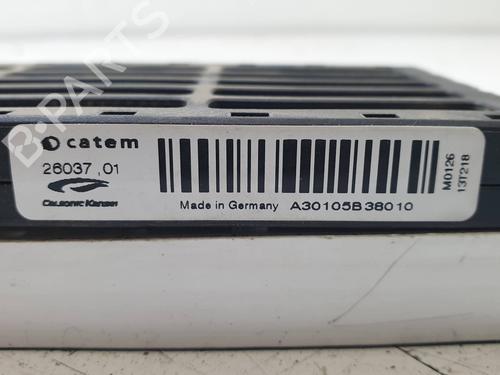 catem
26037 .01
Calsonic Kansei
Made in Germany A30105B38010
M0126
13T218
B-PARTS